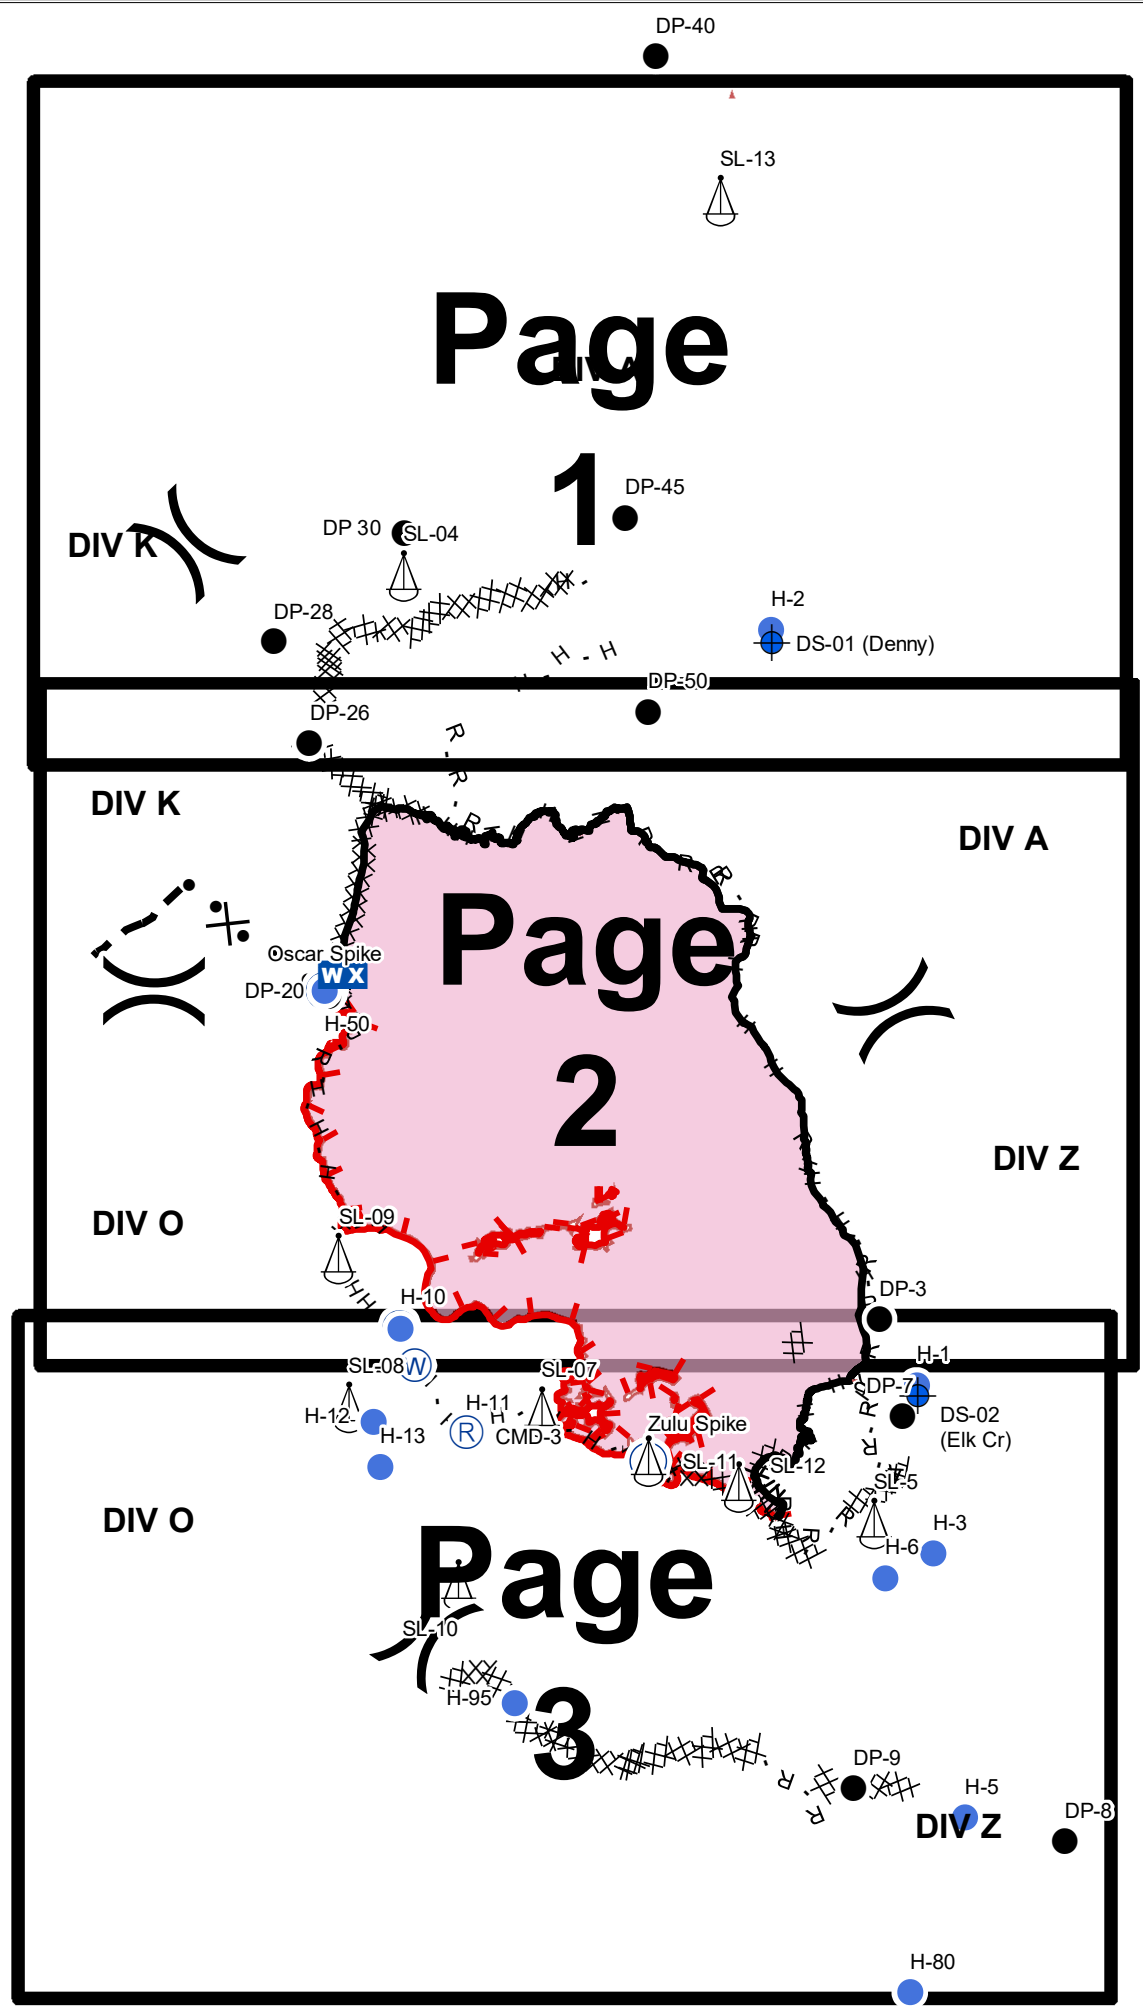 DP-40
SL-13
Page
DIV A
1
DP-45
DP 30
SL-04
DIV K
DP-28
H-2
DS-01 (Denny)
H - H
H
DP-50
DP-26
R - R - R
DIV K
DIV A
Page
Oscar Spike
WX
DP-20
H-50
2
DIV Z
DIV O
SL-09
H H
H-10
DP-3
SL-08
W
SL-07
H-1
DP-7
H-11
H-12
R
CMD-3
H
DS-02
(Elk Cr)
H-13
Zulu Spike
SL-11
SL-12
SL-5
R
R
DIV O
H-3
H-6
Page
SL-10
H-95
3
DP-9
R
R
H-5
DIV Z
DP-8
H-80